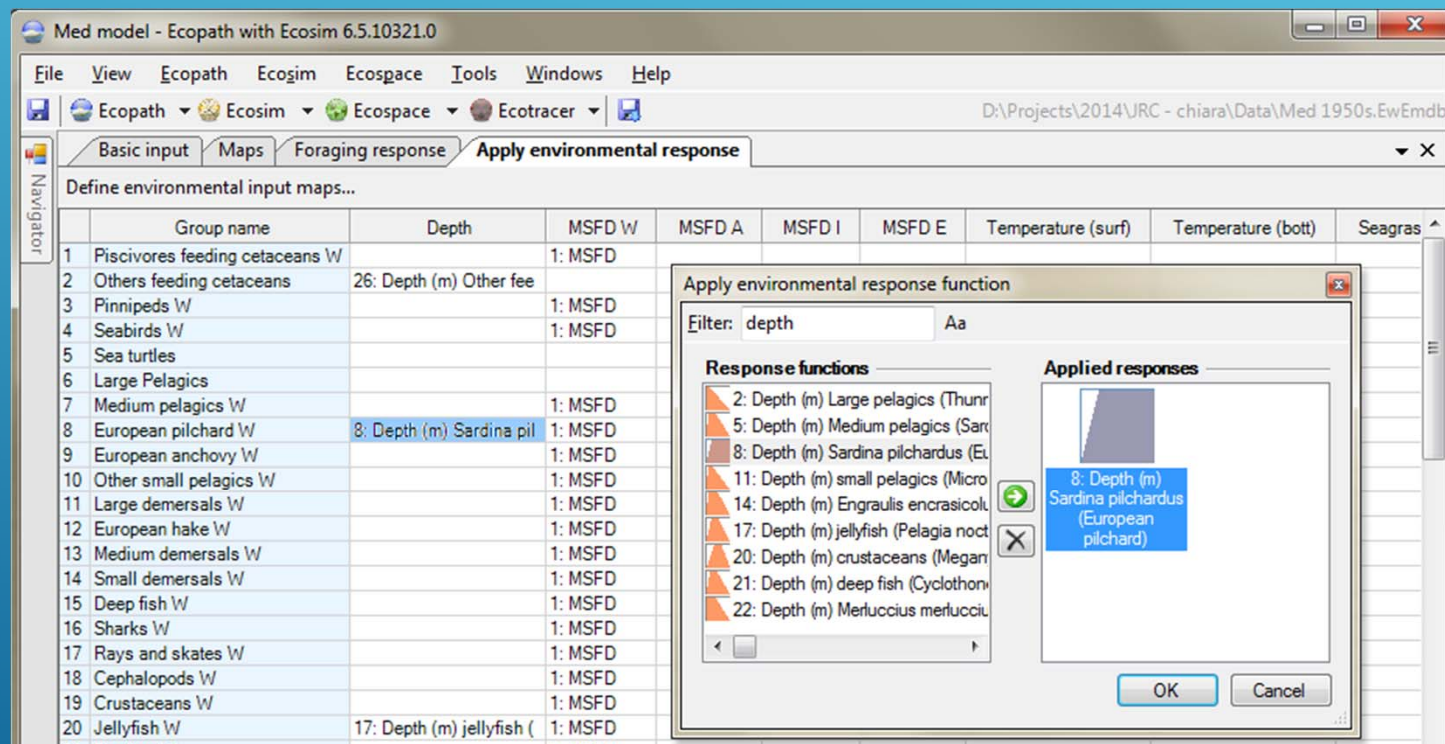 Med model - Ecopath with Ecosim 6.5.10321.0
File View Ecopath Ecosim Ecospace Tools Windows Help
Ecopath Ecosim Ecospace Ecotracer D:\Projects\2014\JRC - chiara\Data\Med 1950s.EwEmdb
Basic input Maps Foraging response Apply environmental response
Navigator
Define environmental input maps...
Group name Depth MSFD W MSFD A MSFD I MSFD E Temperature (surf) Temperature (bott) Seagras
1 Piscivores feeding cetaceans W 1: MSFD
2 Others feeding cetaceans 26: Depth (m) Other fee
3 Pinnipeds W 1: MSFD
4 Seabirds W 1: MSFD
5 Sea turtles
6 Large Pelagics
7 Medium pelagics W 1: MSFD
8 European pilchard W 8: Depth (m) Sardina pil 1: MSFD
9 European anchovy W 1: MSFD
10 Other small pelagics W 1: MSFD
11 Large demersals W 1: MSFD
12 European hake W 1: MSFD
13 Medium demersals W 1: MSFD
14 Small demersals W 1: MSFD
15 Deep fish W 1: MSFD
16 Sharks W 1: MSFD
17 Rays and skates W 1: MSFD
18 Cephalopods W 1: MSFD
19 Crustaceans W 1: MSFD
20 Jellyfish W 17: Depth (m) jellyfish ( 1: MSFD
Apply environmental response function
Filter: depth Aa
Response functions
2: Depth (m) Large pelagics (Thunr
5: Depth (m) Medium pelagics (Sard
8: Depth (m) Sardina pilchardus (Eu
11: Depth (m) small pelagics (Micro
14: Depth (m) Engraulis encrasicolu
17: Depth (m) jellyfish (Pelagia noct
20: Depth (m) crustaceans (Megan
21: Depth (m) deep fish (Cyclothon
22: Depth (m) Merluccius merlucciu
Applied responses
8: Depth (m)
Sardina pilchardus
(European
pilchard)
OK Cancel